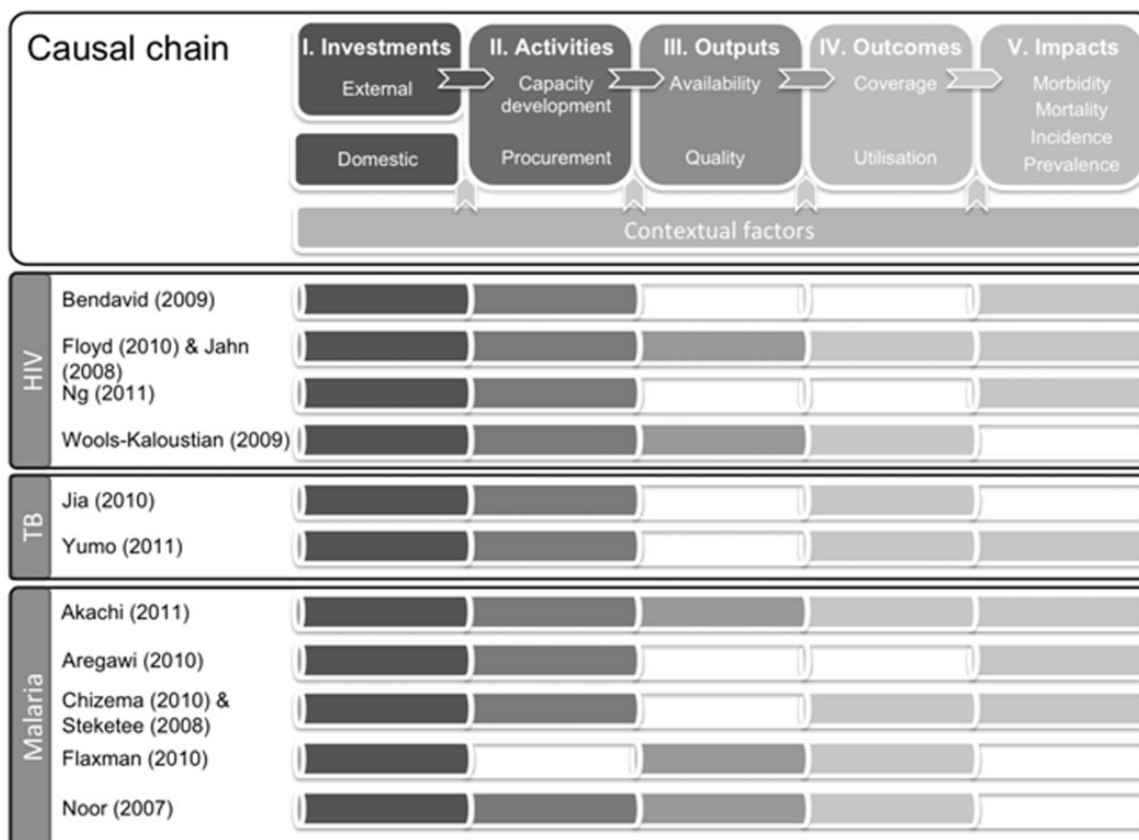 Causal chain
I. Investments
External
Domestic
II. Activities
Capacity
development
Procurement
III. Outputs
Availability
Quality
IV. Outcomes
Coverage
Utilisation
V. Impacts
Morbidity
Mortality
Incidence
Prevalence
Contextual factors
HIV
Bendavid (2009)
Floyd (2010) & Jahn
(2008)
Ng (2011)
Wools-Kaloustian (2009)
TB
Jia (2010)
Yumo (2011)
Malaria
Akachi (2011)
Aregawi (2010)
Chizema (2010) &
Steketee (2008)
Flaxman (2010)
Noor (2007)